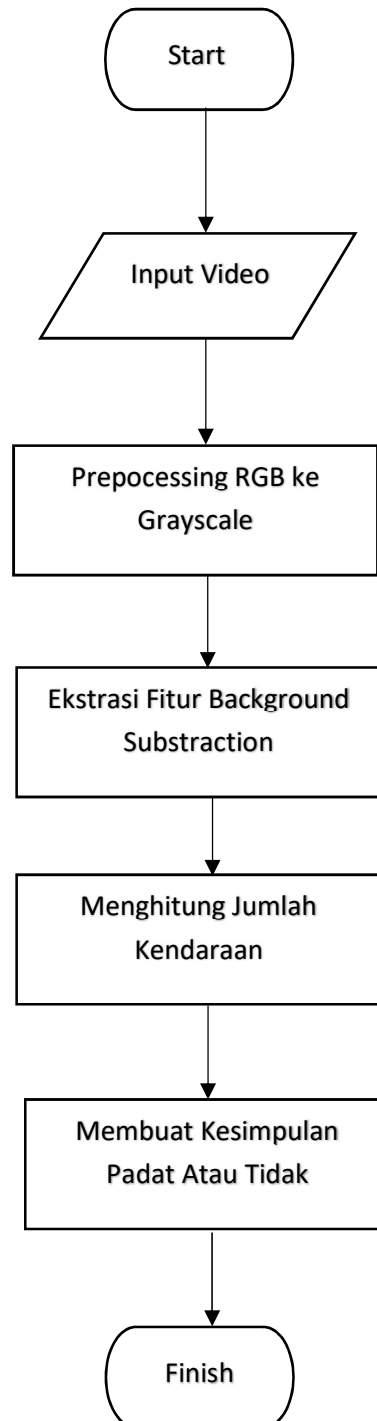 Start
Input Video
Prepocessing RGB ke
Grayscale
Ekstrasi Fitur Background
Substraction
Menghitung Jumlah
Kendaraan
Membuat Kesimpulan
Padat Atau Tidak
Finish